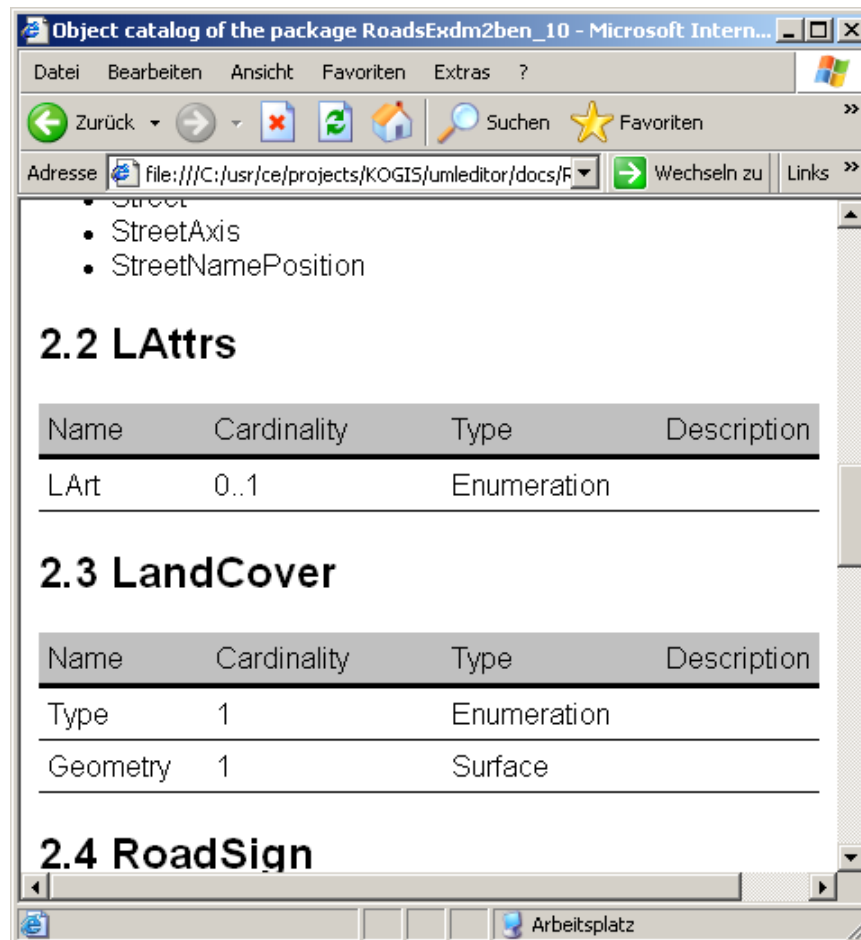 Object catalog of the package RoadsExdm2ben_10 - Microsoft Intern...
Datei Bearbeiten Ansicht Favoriten Extras ?
Zurück Suchen Favoriten »
Adresse file:///C:/usr/ce/projects/KOGIS/umleditor/docs/R Wechseln zu Links »
• Street
• StreetAxis
• StreetNamePosition
2.2 LAttrs
Name Cardinality Type Description
LArt 0..1 Enumeration
2.3 LandCover
Name Cardinality Type Description
Type 1 Enumeration
Geometry 1 Surface
2.4 RoadSign
Arbeitsplatz